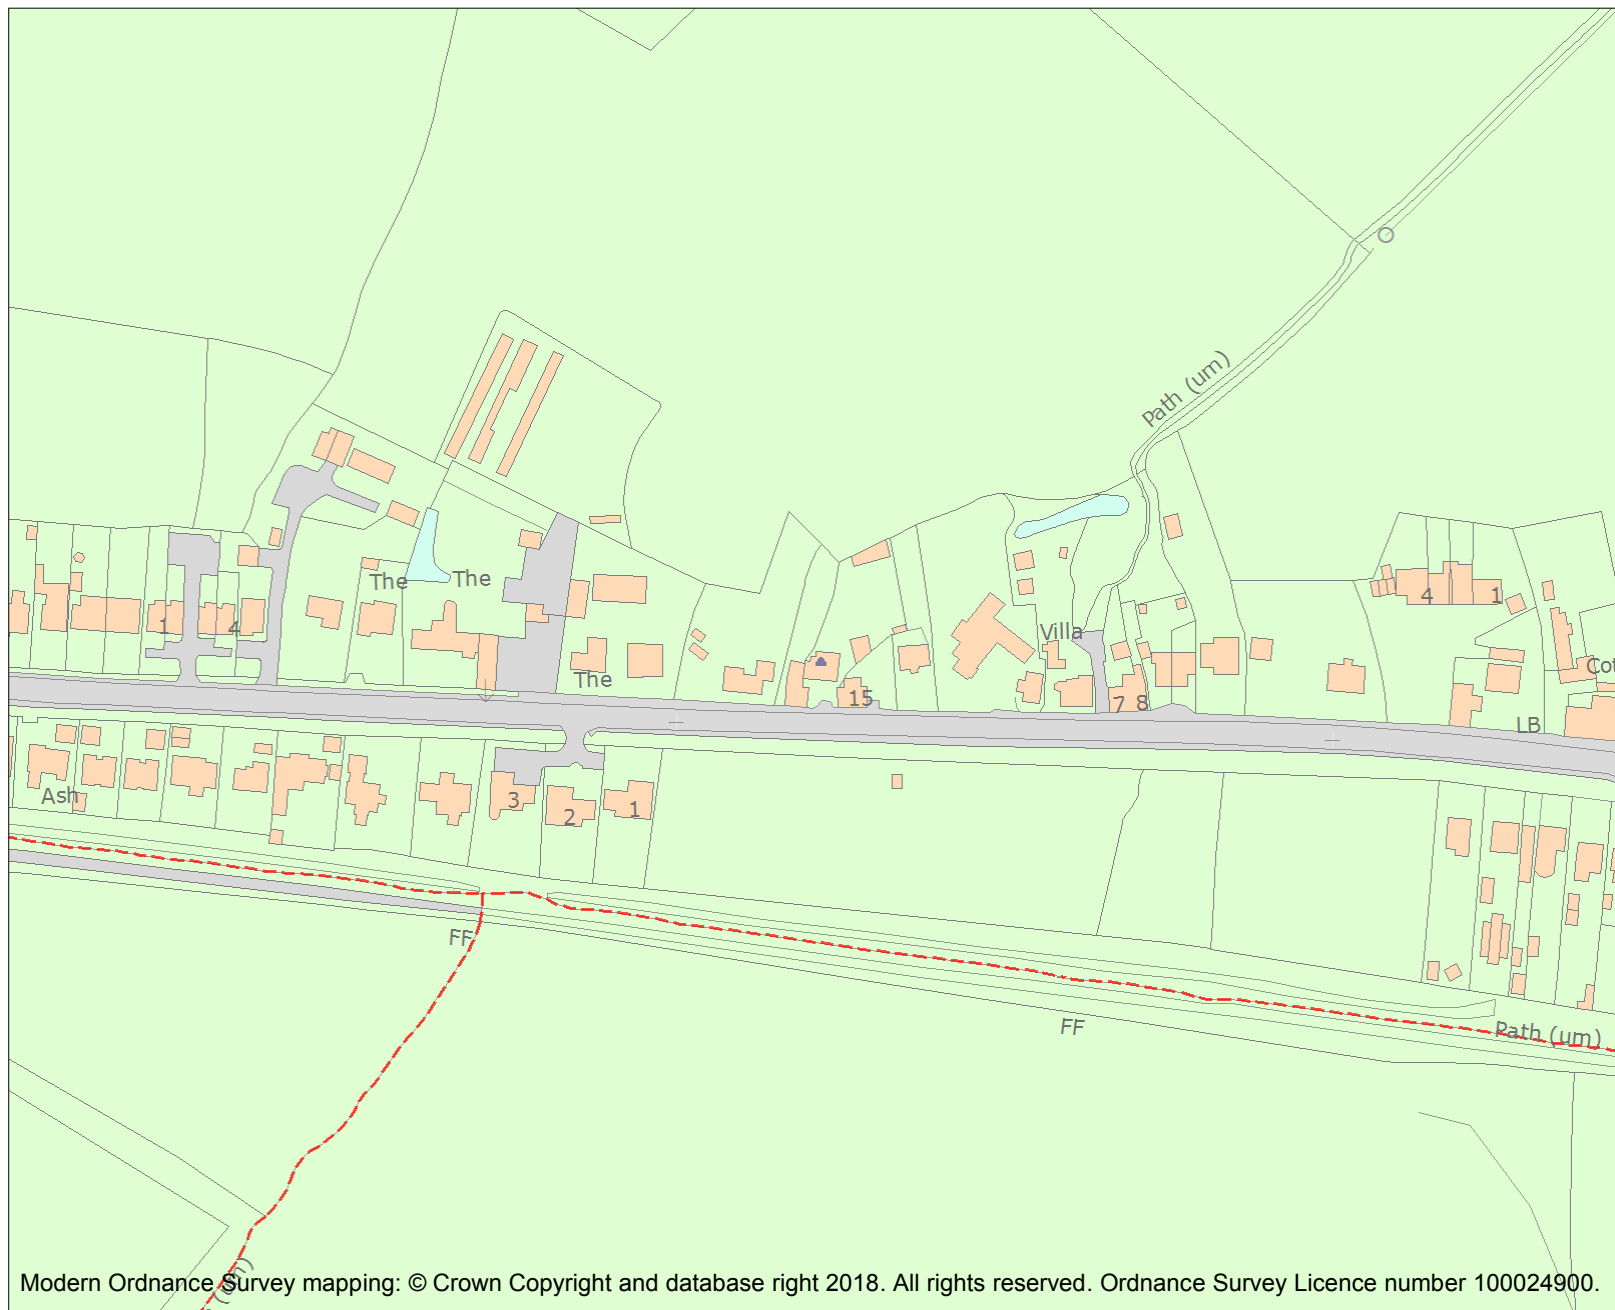 Path (um)
The
The
1
4
Villa
4
1
Cot
The
15
7
8
LB
Ash
3
2
1
FF
FF
Path (um)
(um)
Modern Ordnance Survey mapping: © Crown Copyright and database right 2018. All rights reserved. Ordnance Survey Licence number 100024900.